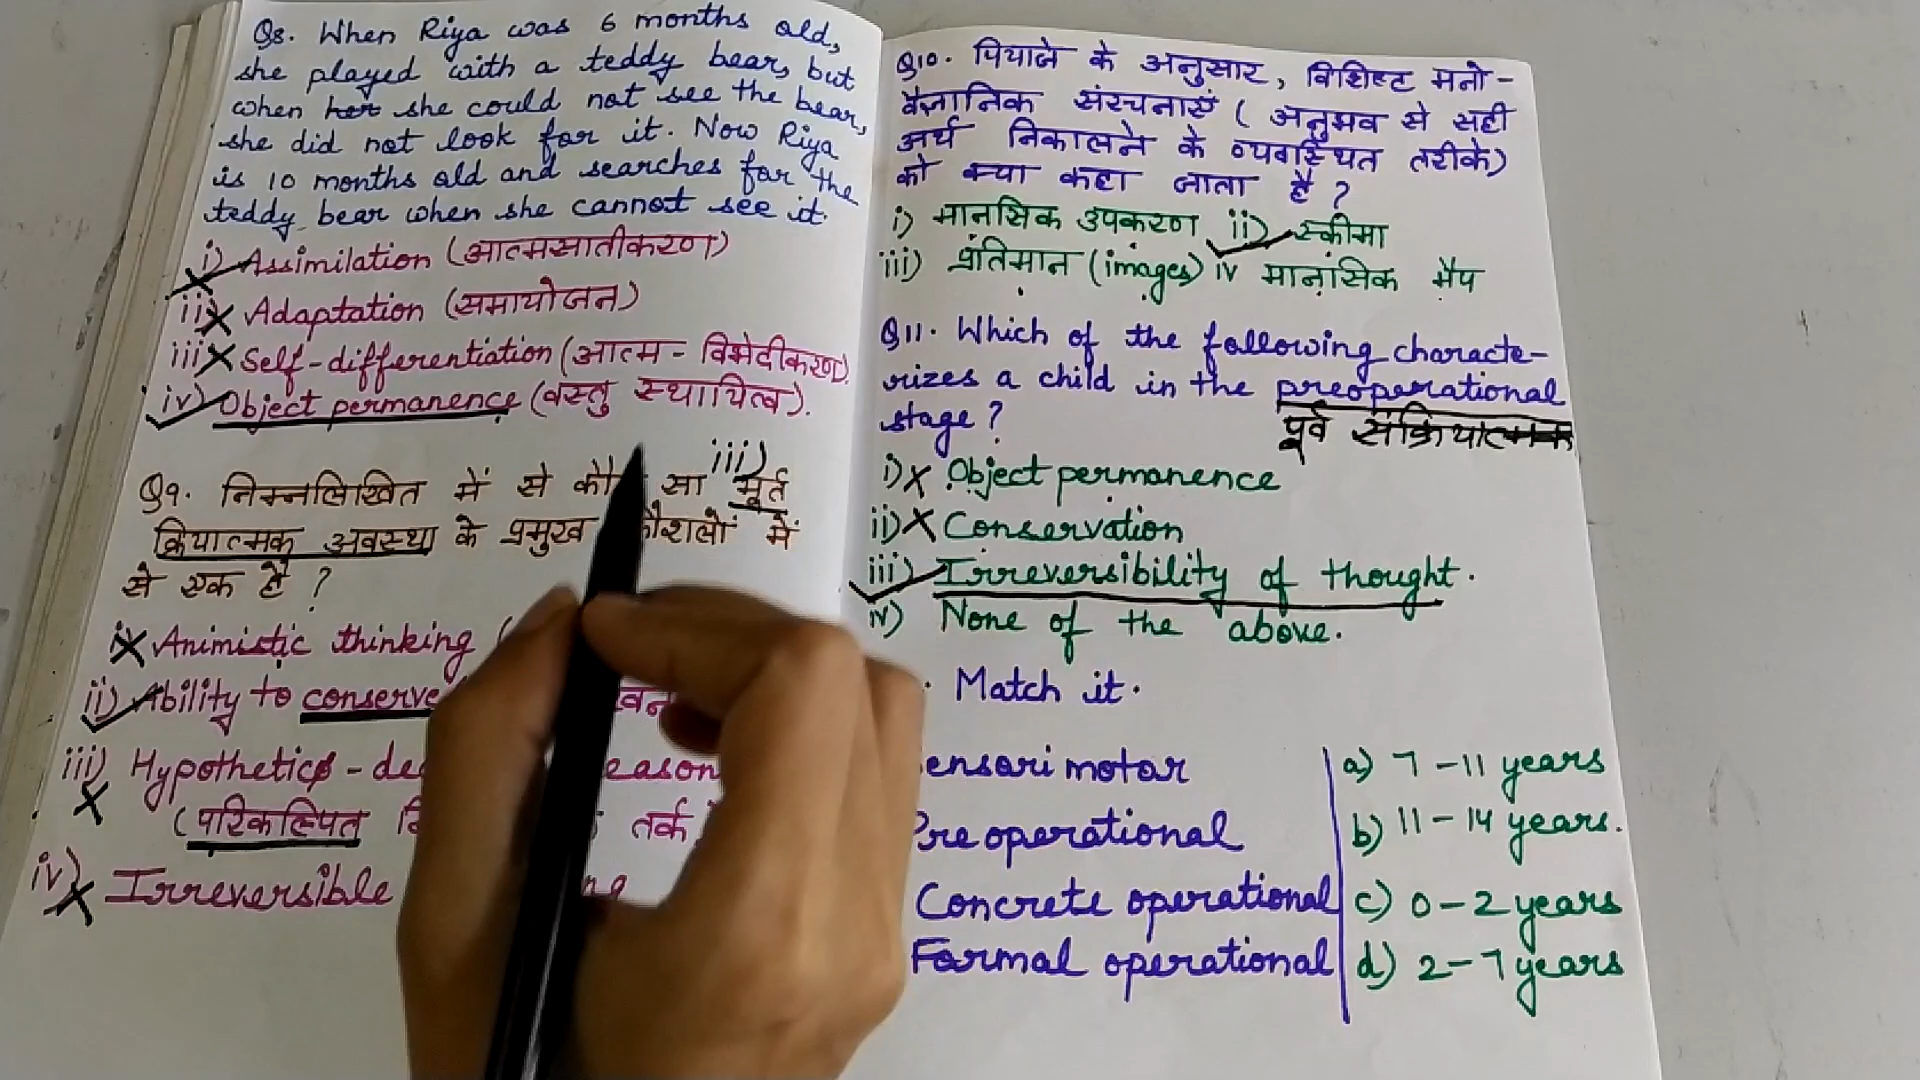 Q8. When Riya was 6 months old,
she played with a teddy bear, but
when her she could not see the bear,
she did not look for it. Now Riya
is 10 months old and searches for the
teddy bear when she cannot see it.
i) Assimilation (आत्मसातीकरण)
ii) Adaptation (समायोजन)
iii) Self-differentiation (आत्म - विभेदीकरण).
iv) Object permanence (वस्तु स्थायित्व).
iii)
Q9. निम्नलिखित में से सा मूर्त
क्रियात्मक अवस्था के प्रमुख में
से एक है ?
i) Animistic thinking (
ii) Ability to conserve
iii) Hypothetics -
(परिकल्पित तर्क
iv) Irreversible
Q10. पियाजे के अनुसार, विशिष्ट मनो-
वैज्ञानिक संरचनाएँ ( अनुभव से सही
अर्थ निकालने के व्यवस्थित तरीके)
को क्या कहा जाता है ?
i) मानसिक उपकरण ii) स्कीमा
iii) प्रतिमान (images) iv मानसिक मैप
Q11. Which of the following characte-
rizes a child in the preoperational
stage ? पूर्व संक्रियात्मक
i) Object permanence
ii) Conservation
iii) Irreversibility of thought.
iv) None of the above.
Match it.
ensori motor a) 7 - 11 years
Pre operational b) 11 - 14 years.
Concrete operational c) 0 - 2 years
Formal operational d) 2 - 7 years